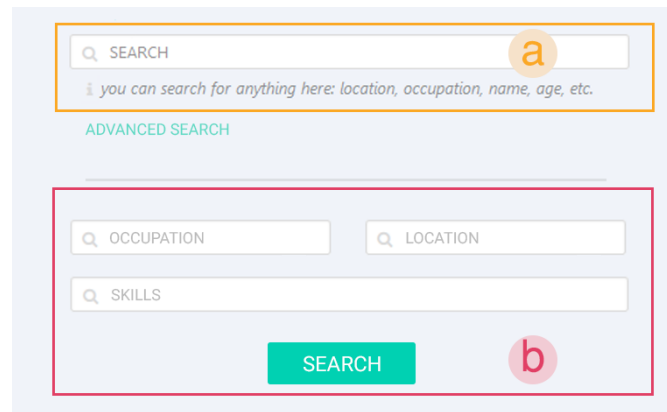 SEARCH
a
i you can search for anything here: location, occupation, name, age, etc.
ADVANCED SEARCH
OCCUPATION
LOCATION
SKILLS
SEARCH
b